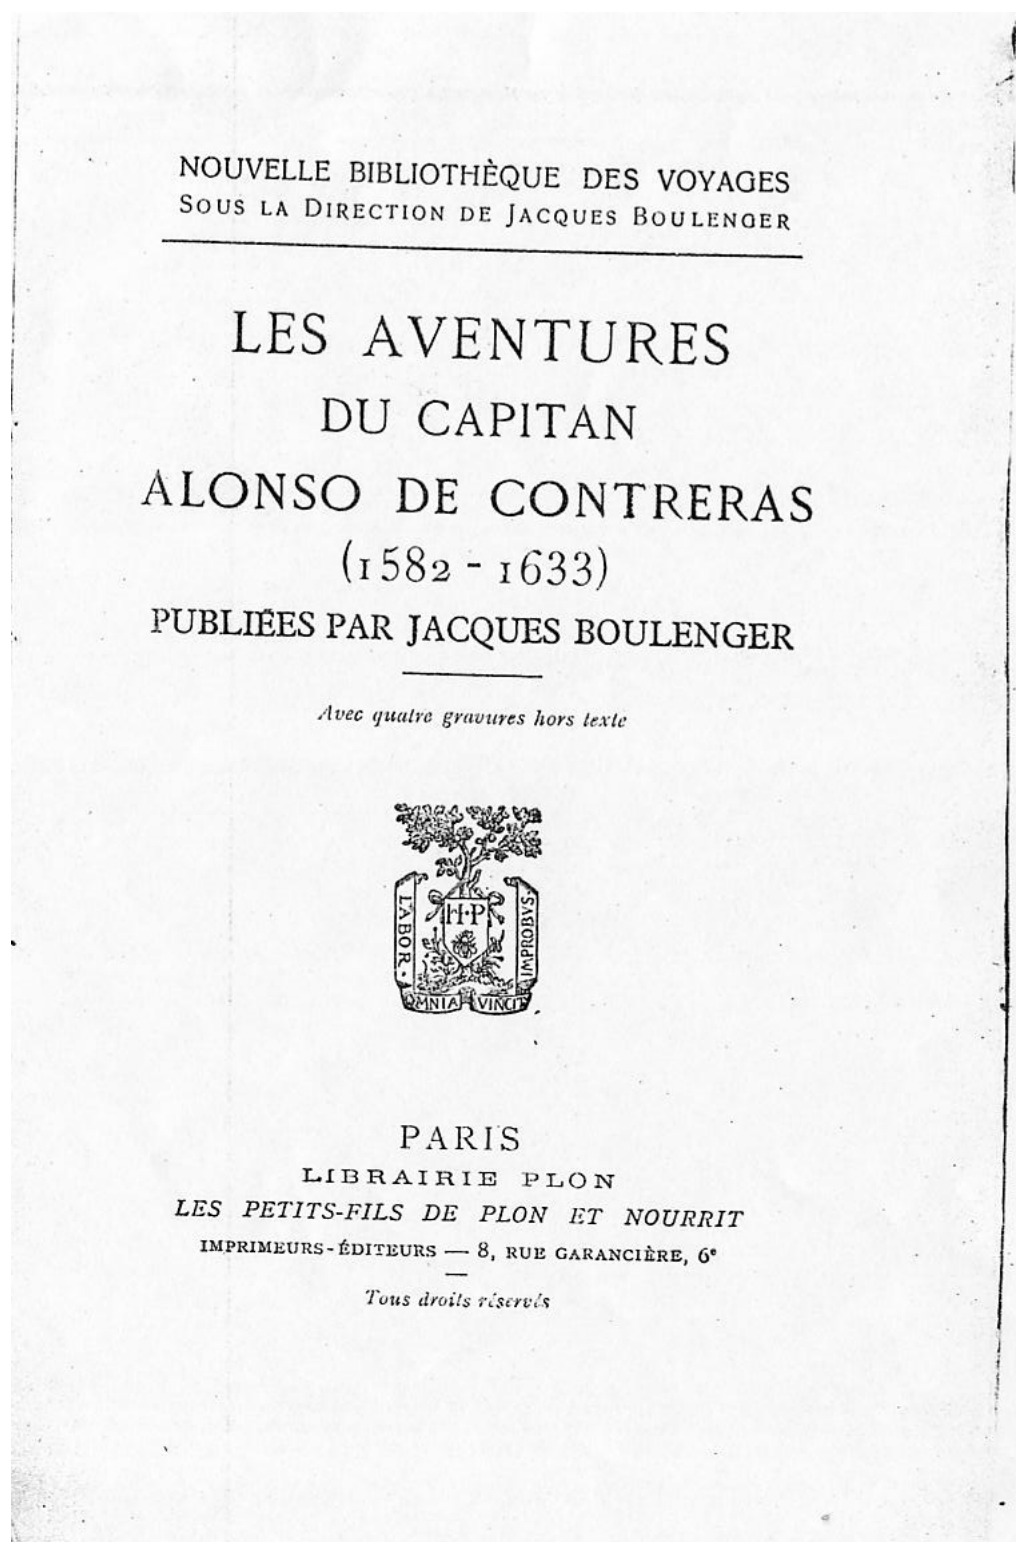 NOUVELLE BIBLIOTHÈQUE DES VOYAGES
SOUS LA DIRECTION DE JACQUES BOULENGER
LES AVENTURES
DU CAPITAN
ALONSO DE CONTRERAS
(1582 - 1633)
PUBLIÉES PAR JACQUES BOULENGER
Avec quatre gravures hors texte
H·P
LABOR·
IMPROBVS·
OMNIA VINCIT
PARIS
LIBRAIRIE PLON
LES PETITS-FILS DE PLON ET NOURRIT
IMPRIMEURS-ÉDITEURS — 8, RUE GARANCIÈRE, 6e
Tous droits réservés